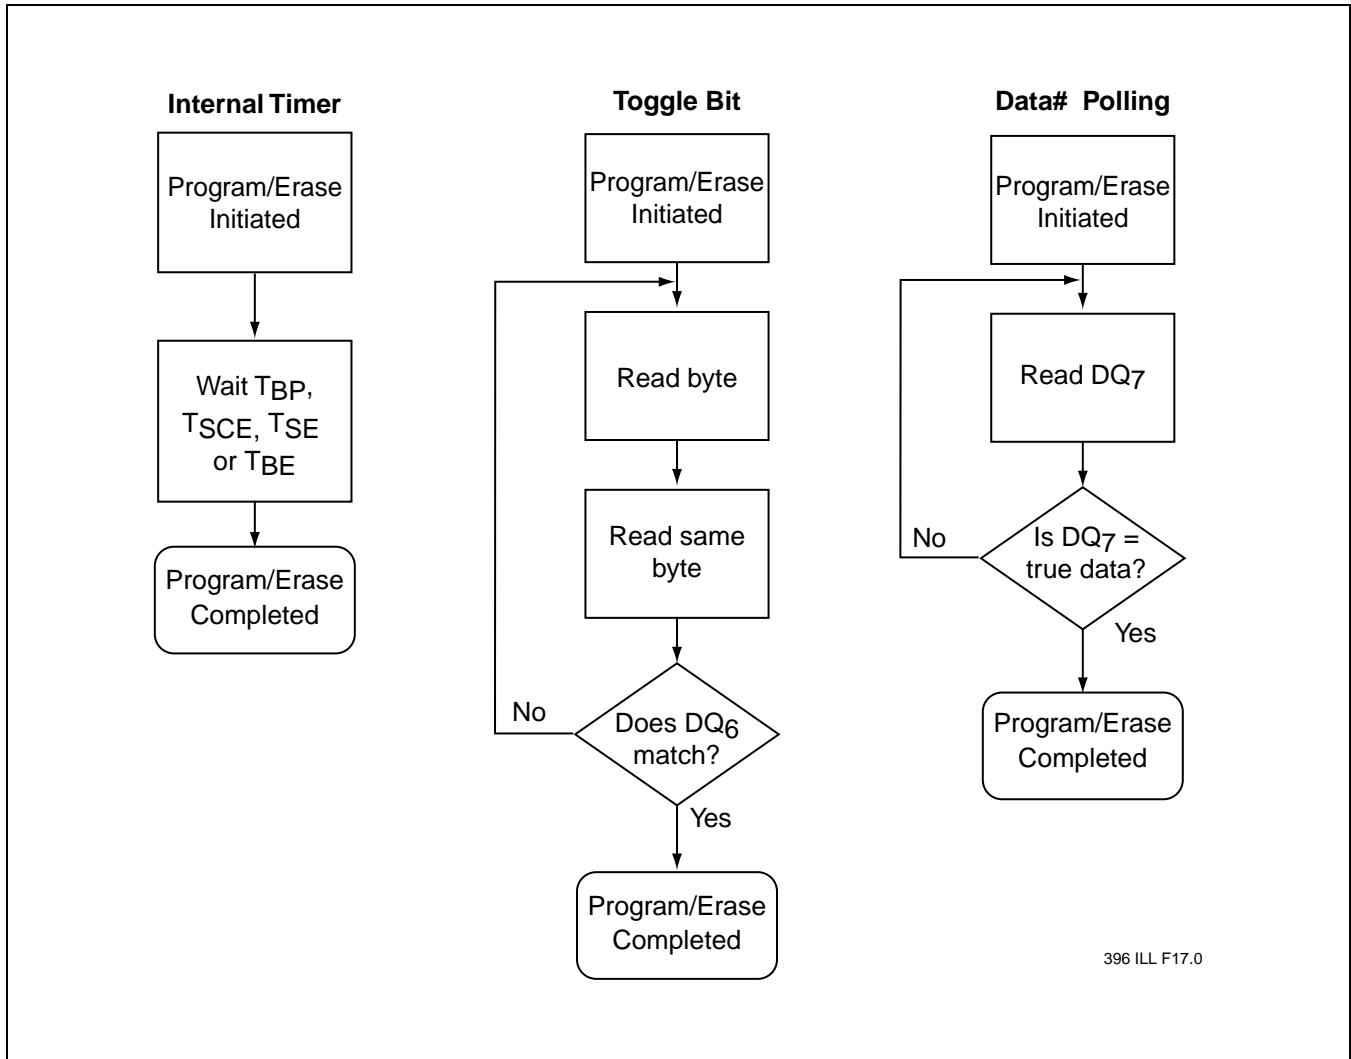 Internal Timer
Program/Erase
Initiated
Wait TBP,
TSCE, TSE
or TBE
Program/Erase
Completed
Toggle Bit
Program/Erase
Initiated
Read byte
Read same
byte
No
Does DQ6
match?
Yes
Program/Erase
Completed
Data# Polling
Program/Erase
Initiated
Read DQ7
No
Is DQ7 =
true data?
Yes
Program/Erase
Completed
396 ILL F17.0